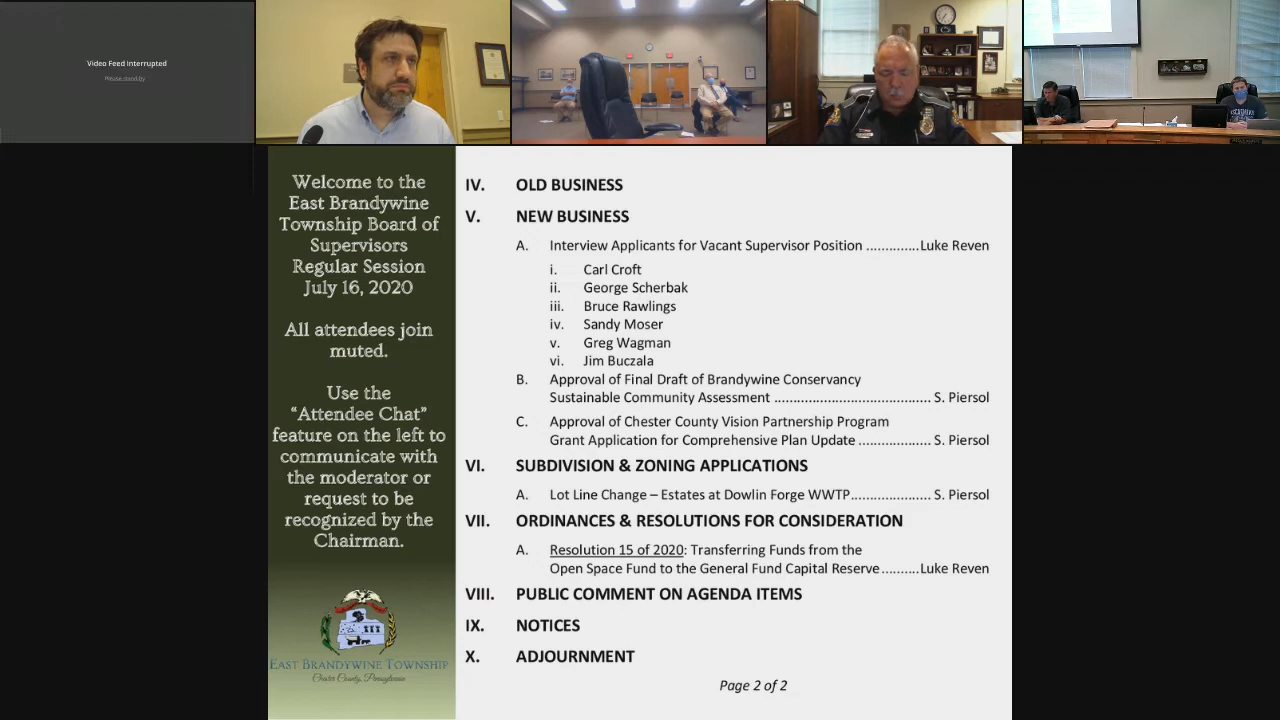 Video Feed Interrupted
Please stand by
Welcome to the
East Brandywine
Township Board of
Supervisors
Regular Session
July 16, 2020
All attendees join
muted.
Use the
“Attendee Chat”
feature on the left to
communicate with
the moderator or
request to be
recognized by the
Chairman.
EAST BRANDYWINE TOWNSHIP
Chester County, Pennsylvania
IV. OLD BUSINESS
V. NEW BUSINESS
A. Interview Applicants for Vacant Supervisor Position .............Luke Reven
i. Carl Croft
ii. George Scherbak
iii. Bruce Rawlings
iv. Sandy Moser
v. Greg Wagman
vi. Jim Buczala
B. Approval of Final Draft of Brandywine Conservancy
Sustainable Community Assessment ...................................... S. Piersol
C. Approval of Chester County Vision Partnership Program
Grant Application for Comprehensive Plan Update ................. S. Piersol
VI. SUBDIVISION & ZONING APPLICATIONS
A. Lot Line Change – Estates at Dowlin Forge WWTP................... S. Piersol
VII. ORDINANCES & RESOLUTIONS FOR CONSIDERATION
A. Resolution 15 of 2020: Transferring Funds from the
Open Space Fund to the General Fund Capital Reserve..........Luke Reven
VIII. PUBLIC COMMENT ON AGENDA ITEMS
IX. NOTICES
X. ADJOURNMENT
Page 2 of 2